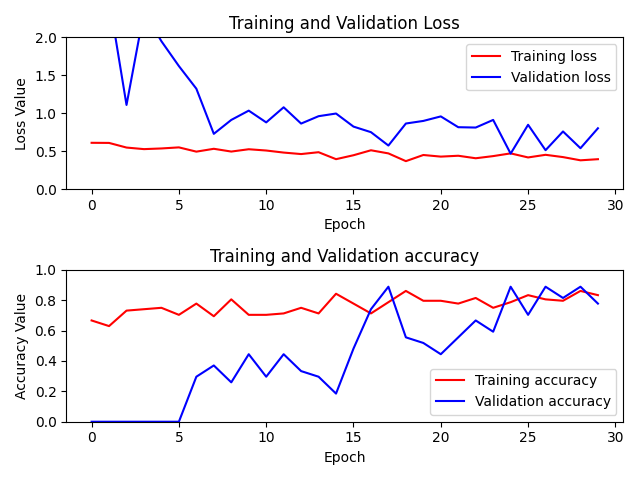 Training and Validation Loss
2.0
1.5
1.0
0.5
0.0
Loss Value
Training loss
Validation loss
0 5 10 15 20 25 30
Epoch
Training and Validation accuracy
1.0
0.8
0.6
0.4
0.2
0.0
Accuracy Value
Training accuracy
Validation accuracy
0 5 10 15 20 25 30
Epoch